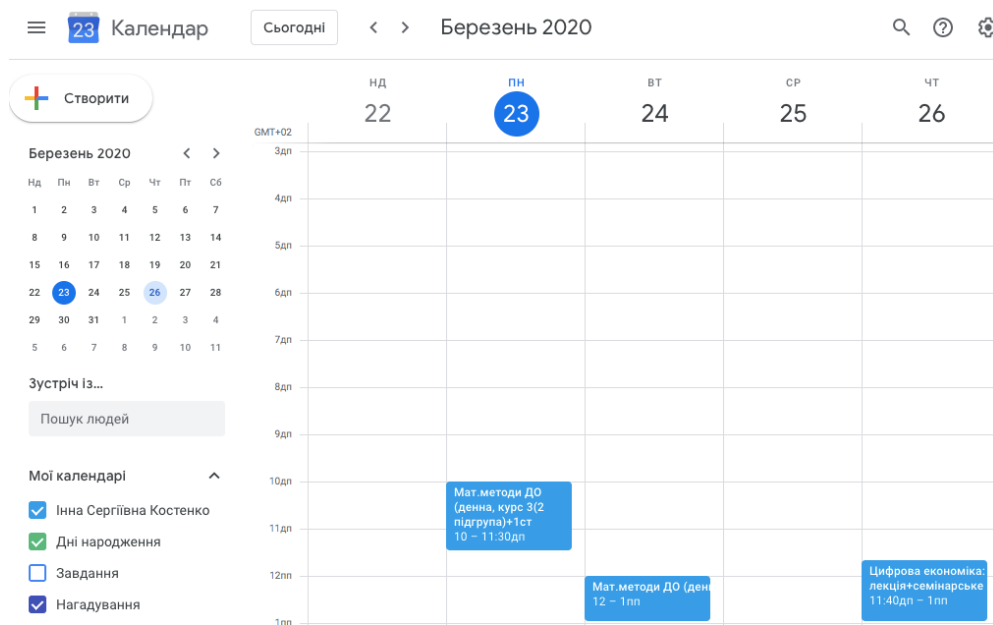 23 Календар
Сьогодні
Березень 2020
Створити
Березень 2020
Нд Пн Вт Ср Чт Пт Сб
1 2 3 4 5 6 7
8 9 10 11 12 13 14
15 16 17 18 19 20 21
22 23 24 25 26 27 28
29 30 31 1 2 3 4
5 6 7 8 9 10 11
Зустріч із...
Пошук людей
Мої календарі
Інна Сергіївна Костенко
Дні народження
Завдання
Нагадування
НД ПН ВТ СР ЧТ
22 23 24 25 26
GMT+02
3дп
4дп
5дп
6дп
7дп
8дп
9дп
10дп
11дп
12пп
1пп
Мат.методи ДО
(денна, курс 3(2
підгрупа)+1ст
10 – 11:30дп
Мат.методи ДО (ден
12 – 1пп
Цифрова економіка:
лекція+семінарське
11:40дп – 1пп